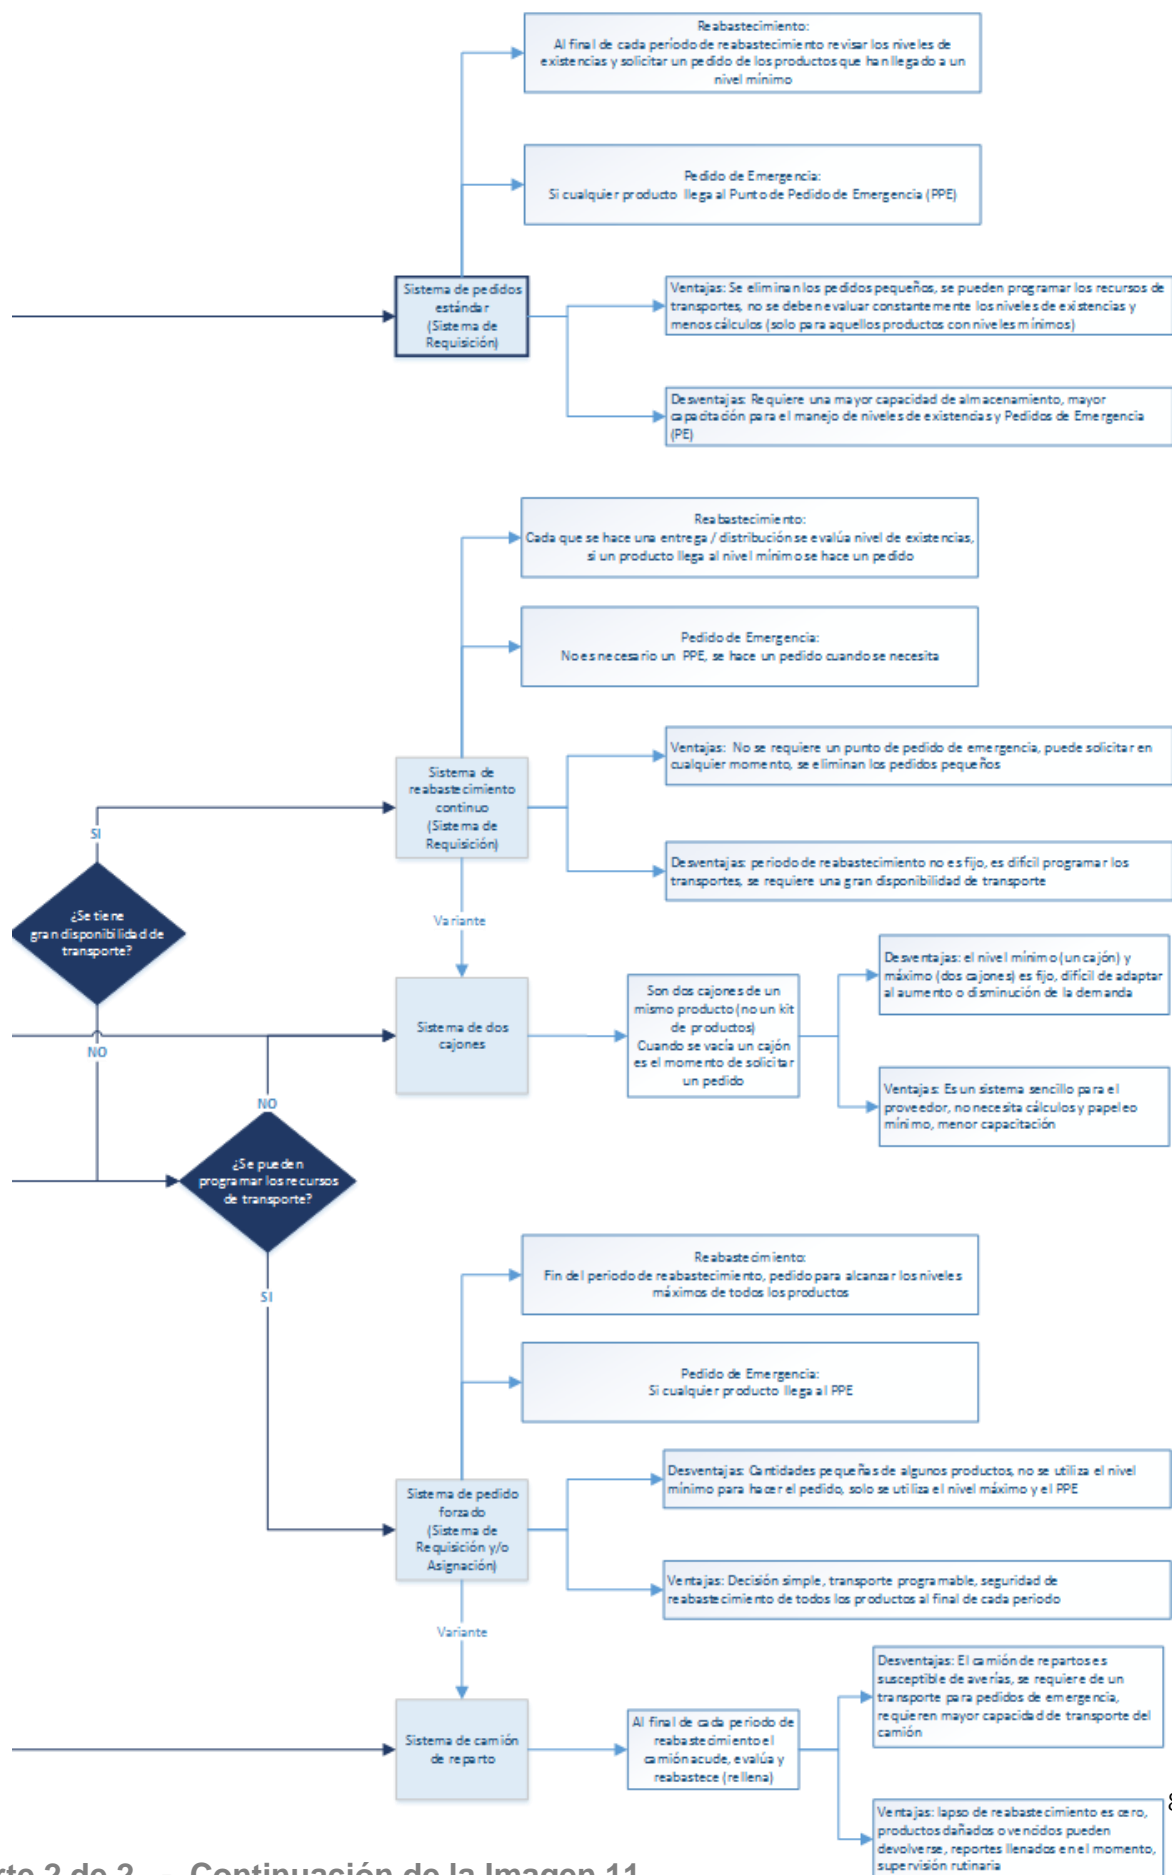 Reabastecimiento:
Al final de cada período de reabastecimiento revisar los niveles de
existencias y solicitar un pedido de los productos que han llegado a un
nivel mínimo
Pedido de Emergencia:
Si cualquier producto llega al Punto de Pedido de Emergencia (PPE)
Sistema de pedidos
estándar
(Sistema de
Requisición)
Ventajas: Se eliminan los pedidos pequeños, se pueden programar los recursos de
transportes, no se deben evaluar constantemente los niveles de existencias y
menos cálculos (solo para aquellos productos con niveles mínimos)
Desventajas: Requiere una mayor capacidad de almacenamiento, mayor
capacitación para el manejo de niveles de existencias y Pedidos de Emergencia
(PE)
Reabastecimiento:
Cada que se hace una entrega / distribución se evalúa nivel de existencias,
si un producto llega al nivel mínimo se hace un pedido
Pedido de Emergencia:
No es necesario un PPE, se hace un pedido cuando se necesita
Sistema de
reabastecimiento
continuo
(Sistema de
Requisición)
Ventajas: No se requiere un punto de pedido de emergencia, puede solicitar en
cualquier momento, se eliminan los pedidos pequeños
Desventajas: periodo de reabastecimiento no es fijo, es difícil programar los
transportes, se requiere una gran disponibilidad de transporte
SI
¿Se tiene
gran disponibilidad de
transporte?
NO
Variante
Sistema de dos
cajones
Son dos cajones de un
mismo producto (no un kit
de productos)
Cuando se vacía un cajón
es el momento de solicitar
un pedido
Desventajas: el nivel mínimo (un cajón) y
máximo (dos cajones) es fijo, difícil de adaptar
al aumento o disminución de la demanda
Ventajas: Es un sistema sencillo para el
proveedor, no necesita cálculos y papeleo
mínimo, menor capacitación
NO
¿Se pueden
programar los recursos
de transporte?
SI
Reabastecimiento:
Fin del periodo de reabastecimiento, pedido para alcanzar los niveles
máximos de todos los productos
Pedido de Emergencia:
Si cualquier producto llega al PPE
Sistema de pedido
forzado
(Sistema de
Requisición y/o
Asignación)
Desventajas: Cantidades pequeñas de algunos productos, no se utiliza el nivel
mínimo para hacer el pedido, solo se utiliza el nivel máximo y el PPE
Ventajas: Decisión simple, transporte programable, seguridad de
reabastecimiento de todos los productos al final de cada periodo
Variante
Sistema de camión
de reparto
Al final de cada periodo de
reabastecimiento el
camión acude, evalúa y
reabastece (rellena)
Desventajas: El camión de reparto es
susceptible de averías, se requiere de un
transporte para pedidos de emergencia,
requieren mayor capacidad de transporte del
camión
Ventajas: lapso de reabastecimiento es cero,
productos dañados o vencidos pueden
devolverse, reportes llenados en el momento,
supervisión rutinaria
rte 2 de 2 - Continuación de la Imagen 11